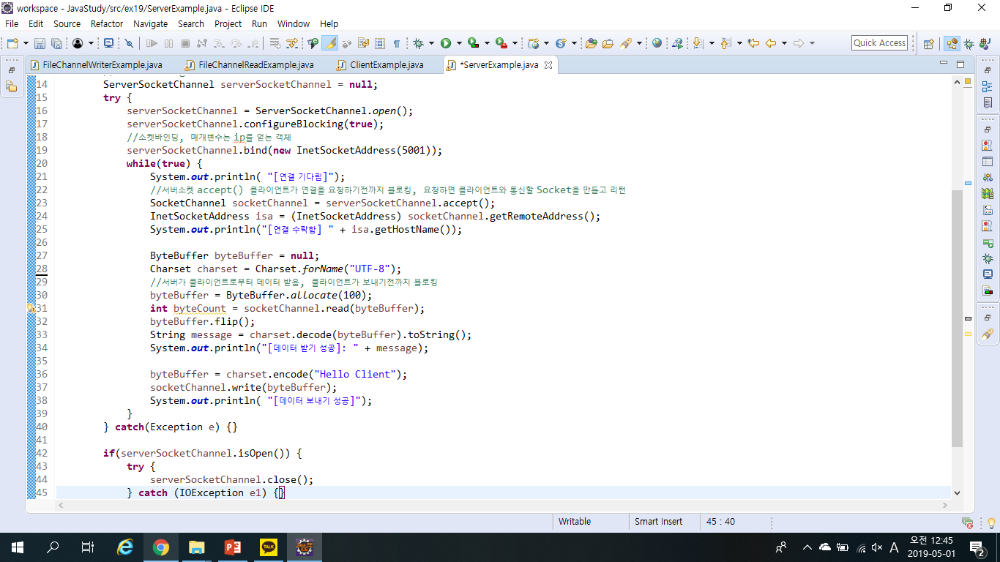 workspace - JavaStudy/src/ex19/ServerExample.java - Eclipse IDE
File Edit Source Refactor Navigate Search Project Run Window Help
Quick Access
FileChannelWriterExample.java FileChannelReadExample.java ClientExample.java *ServerExample.java
14 ServerSocketChannel serverSocketChannel = null;
15 try {
16 serverSocketChannel = ServerSocketChannel.open();
17 serverSocketChannel.configureBlocking(true);
18 //소켓바인딩, 매개변수는 ip를 얻는 객체
19 serverSocketChannel.bind(new InetSocketAddress(5001));
20 while(true) {
21 System.out.println( "[연결 기다림]");
22 //서버소켓 accept() 클라이언트가 연결을 요청하기전까지 블로킹, 요청하면 클라이언트와 통신할 Socket을 만들고 리턴
23 SocketChannel socketChannel = serverSocketChannel.accept();
24 InetSocketAddress isa = (InetSocketAddress) socketChannel.getRemoteAddress();
25 System.out.println("[연결 수락함] " + isa.getHostName());
26
27 ByteBuffer byteBuffer = null;
28 Charset charset = Charset.forName("UTF-8");
29 //서버가 클라이언트로부터 데이터 받음, 클라이언트가 보내기전까지 블로킹
30 byteBuffer = ByteBuffer.allocate(100);
31 int byteCount = socketChannel.read(byteBuffer);
32 byteBuffer.flip();
33 String message = charset.decode(byteBuffer).toString();
34 System.out.println("[데이터 받기 성공]: " + message);
35
36 byteBuffer = charset.encode("Hello Client");
37 socketChannel.write(byteBuffer);
38 System.out.println( "[데이터 보내기 성공]");
39 }
40 } catch(Exception e) {}
41
42 if(serverSocketChannel.isOpen()) {
43 try {
44 serverSocketChannel.close();
45 } catch (IOException e1) {}
Writable Smart Insert 45 : 40
TALK
JAVA EE IDE
A
오전 12:45
2019-05-01
2